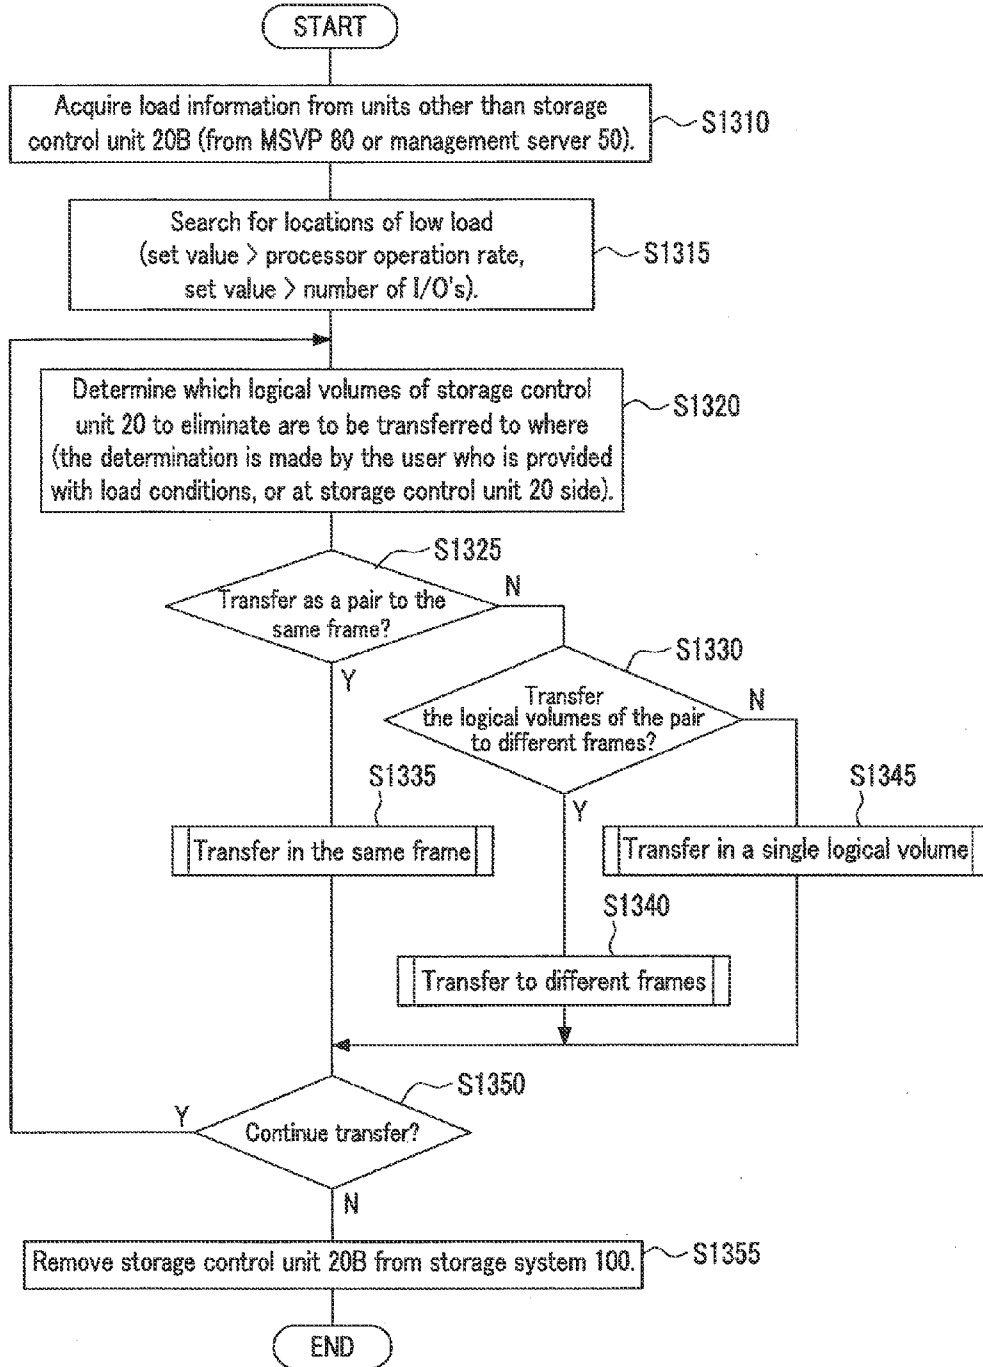 START
Acquire load information from units other than storage
control unit 20B (from MSVP 80 or management server 50).
S1310
Search for locations of low load
(set value > processor operation rate,
set value > number of I/O's).
S1315
Determine which logical volumes of storage control
unit 20 to eliminate are to be transferred to where
(the determination is made by the user who is provided
with load conditions, or at storage control unit 20 side).
S1320
S1325
Transfer as a pair to the
same frame?
N
Y
S1330
Transfer
the logical volumes of the pair
to different frames?
N
Y
S1335
Transfer in the same frame
S1345
Transfer in a single logical volume
S1340
Transfer to different frames
S1350
Continue transfer?
Y
N
Remove storage control unit 20B from storage system 100.
S1355
END